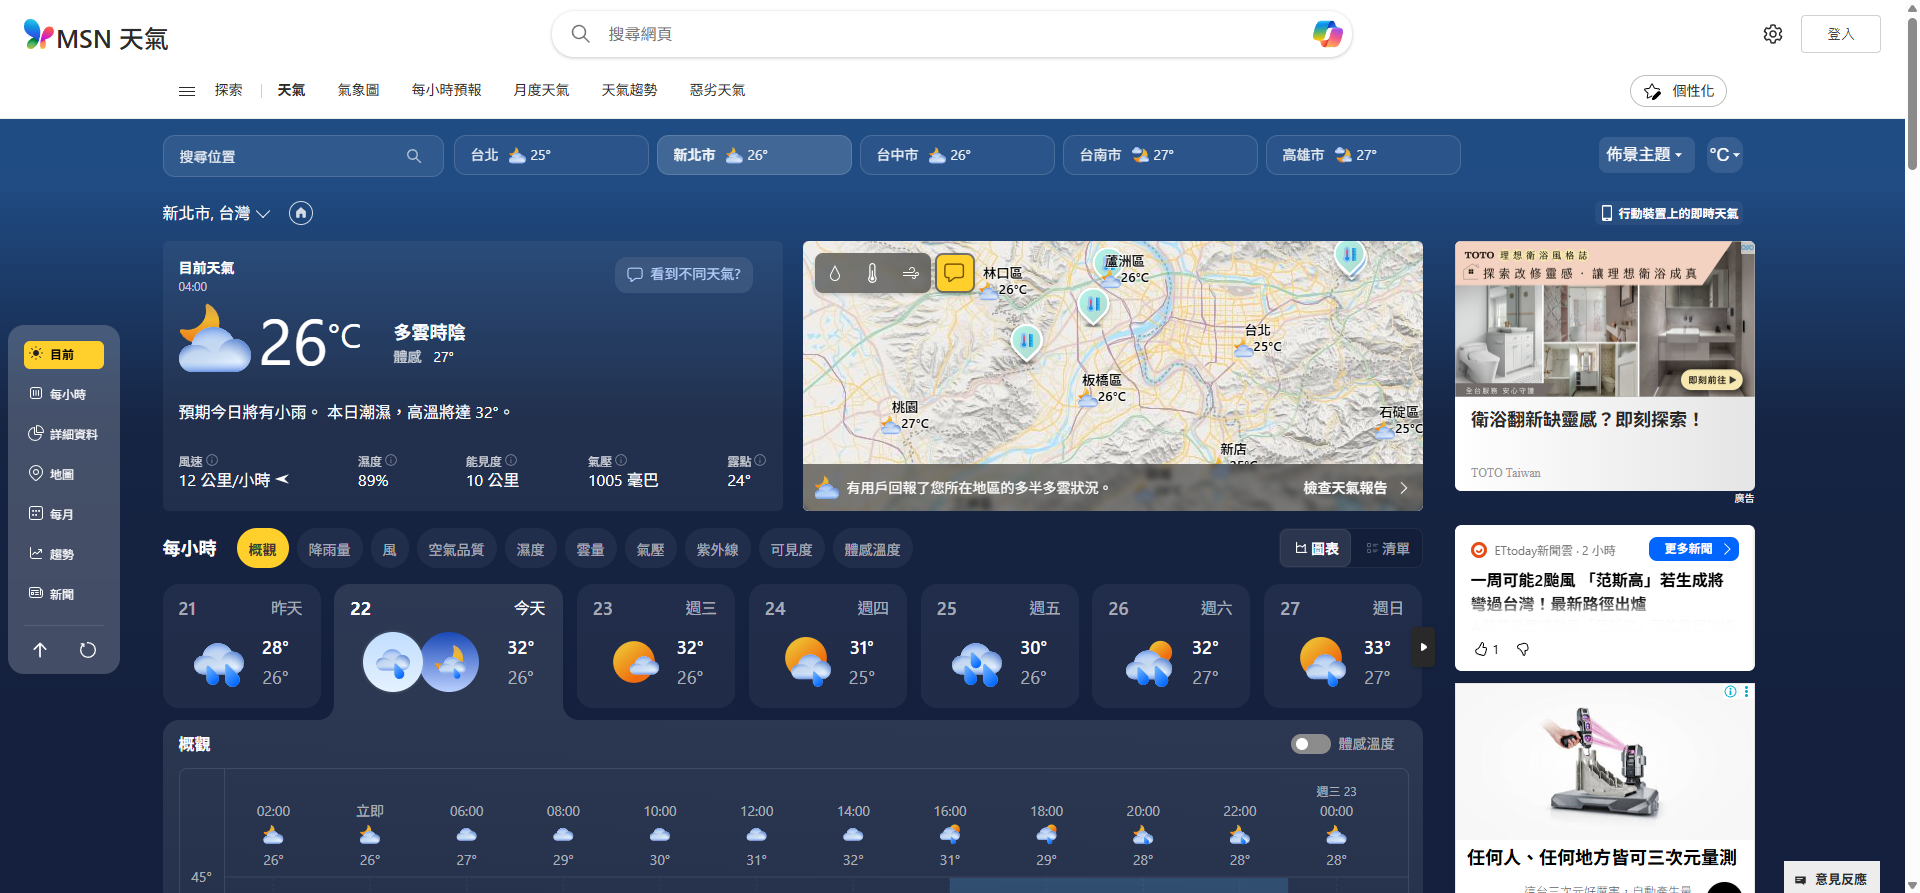 MSN 天氣
搜尋網頁
登入
探索
天氣
氣象圖
每小時預報
月度天氣
天氣趨勢
惡劣天氣
個性化
搜尋位置
台北 25°
新北市 26°
台中市 26°
台南市 27°
高雄市 27°
佈景主題
°C
新北市, 台灣
行動裝置上的即時天氣
目前天氣
04:00
看到不同天氣?
26°C
多雲時陰
體感 27°
預期今日將有小雨。 本日潮濕，高溫將達 32°。
風速
濕度
能見度
氣壓
露點
12 公里/小時
89%
10 公里
1005 毫巴
24°
林口區
26°C
蘆洲區
26°C
台北
25°C
板橋區
26°C
桃園
27°C
石碇區
25°C
新店
有用戶回報了您所在地區的多半多雲狀況。
檢查天氣報告
TOTO 理想衛浴風格誌
探索改修靈感．讓理想衛浴成真
全台服務 安心守護
即刻前往
衛浴翻新缺靈感？即刻探索！
TOTO Taiwan
廣告
目前
每小時
詳細資料
地圖
每月
趨勢
新聞
每小時
概觀
降雨量
風
空氣品質
濕度
雲量
氣壓
紫外線
可見度
體感溫度
圖表
清單
21 昨天
28°
26°
22 今天
32°
26°
23 週三
32°
26°
24 週四
31°
25°
25 週五
30°
26°
26 週六
32°
27°
27 週日
33°
27°
ETtoday新聞雲 · 2 小時
更多新聞
一周可能2颱風 「范斯高」若生成將
彎過台灣！最新路徑出爐
1
概觀
體感溫度
週三 23
02:00 立即 06:00 08:00 10:00 12:00 14:00 16:00 18:00 20:00 22:00 00:00
26° 26° 27° 29° 30° 31° 32° 31° 29° 28° 28° 28°
45°
任何人、任何地方皆可三次元量測
意見反應